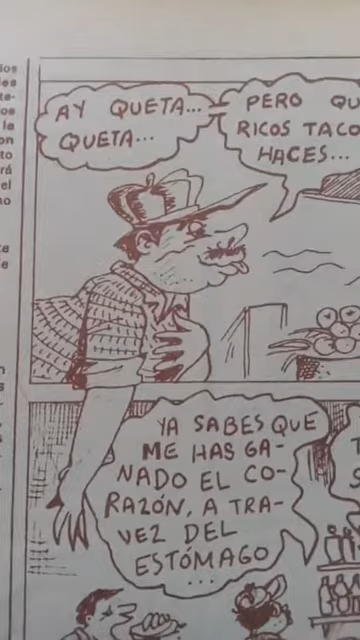 AY QUETA...
QUETA...
PERO QU
RICOS TACO
HACES...
YA SABES QUE
ME HAS GA-
NADO EL CO-
RAZÓN, A TRA-
VEZ DEL
ESTÓMAGO
...